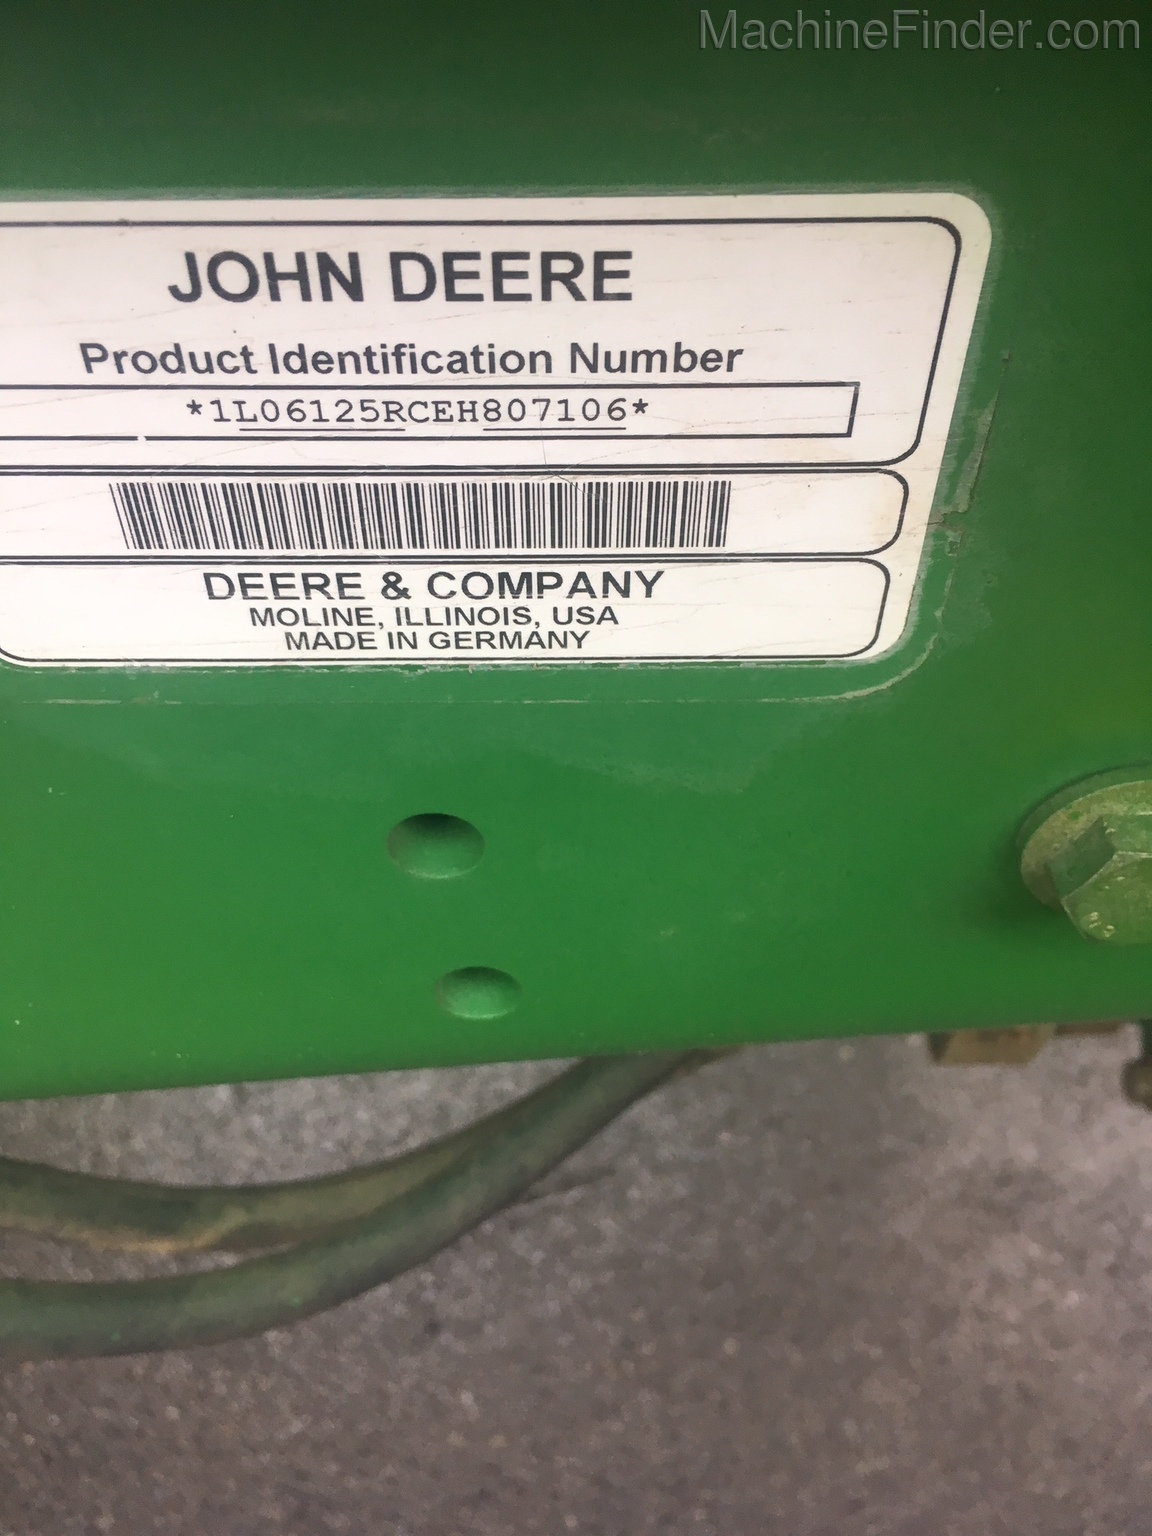 MachineFinder.com
JOHN DEERE
Product Identification Number
*1L06125RCEH807106*
DEERE & COMPANY
MOLINE, ILLINOIS, USA
MADE IN GERMANY